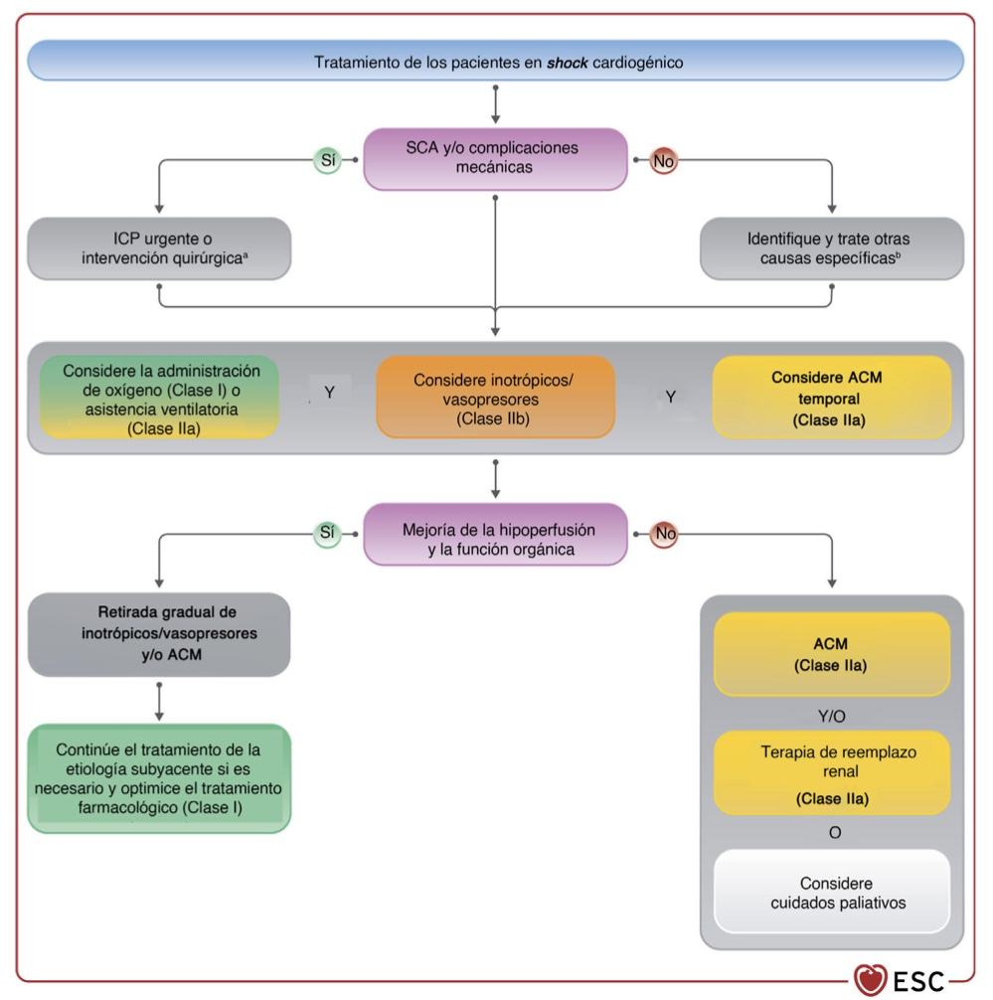 Tratamiento de los pacientes en shock cardiogénico
SCA y/o complicaciones
mecánicas
Sí
No
ICP urgente o
intervención quirúrgicaᵃ
Identifique y trate otras
causas específicasᵇ
Considere la administración
de oxígeno (Clase I) o
asistencia ventilatoria
(Clase IIa)
Y
Considere inotrópicos/
vasopresores
(Clase IIb)
Y
Considere ACM
temporal
(Clase IIa)
Mejoría de la hipoperfusión
y la función orgánica
Sí
No
Retirada gradual de
inotrópicos/vasopresores
y/o ACM
Continúe el tratamiento de la
etiología subyacente si es
necesario y optimice el tratamiento
farmacológico (Clase I)
ACM
(Clase IIa)
Y/O
Terapia de reemplazo
renal
(Clase IIa)
O
Considere
cuidados paliativos
ESC